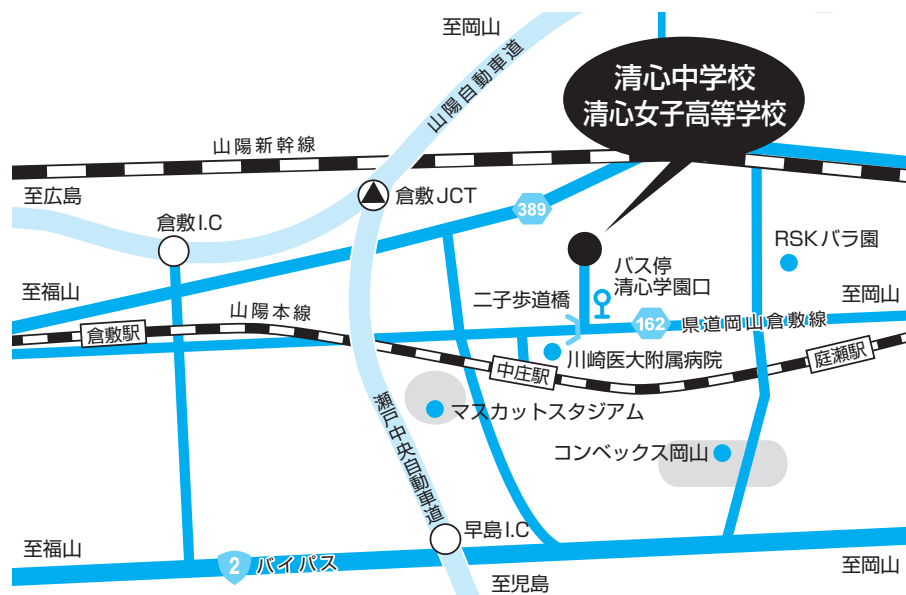 至岡山
清心中学校
清心女子高等学校
山陽自動車道
山陽新幹線
至広島
倉敷JCT
389
倉敷I.C
RSKバラ園
バス停
清心学園口
至福山
山陽本線
二子歩道橋
至岡山
162
県道岡山倉敷線
倉敷駅
川崎医大附属病院
庭瀬駅
中庄駅
マスカットスタジアム
瀬戸中央自動車道
コンベックス岡山
早島I.C
至福山
2
バイパス
至岡山
至児島